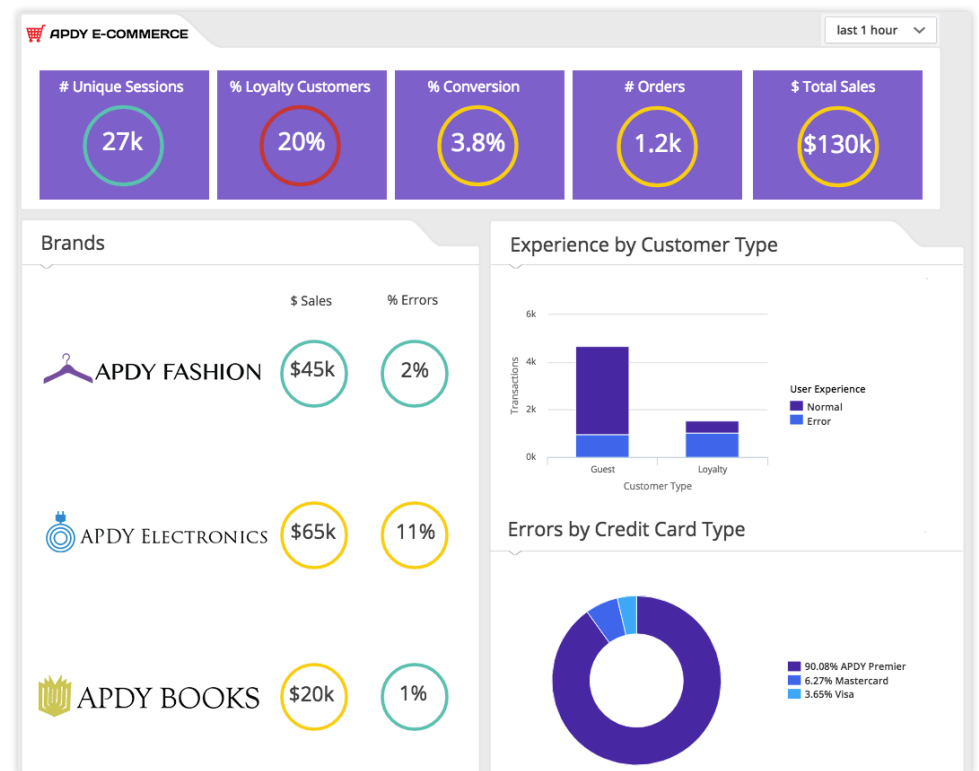 APDY E-COMMERCE
last 1 hour
# Unique Sessions
27k
% Loyalty Customers
20%
% Conversion
3.8%
# Orders
1.2k
$ Total Sales
$130k
Brands
$ Sales % Errors
APDY FASHION $45k 2%
APDY ELECTRONICS $65k 11%
APDY BOOKS $20k 1%
Experience by Customer Type
6k
4k
2k
0k
Transactions
Guest Loyalty
Customer Type
User Experience
Normal
Error
Errors by Credit Card Type
90.08% APDY Premier
6.27% Mastercard
3.65% Visa